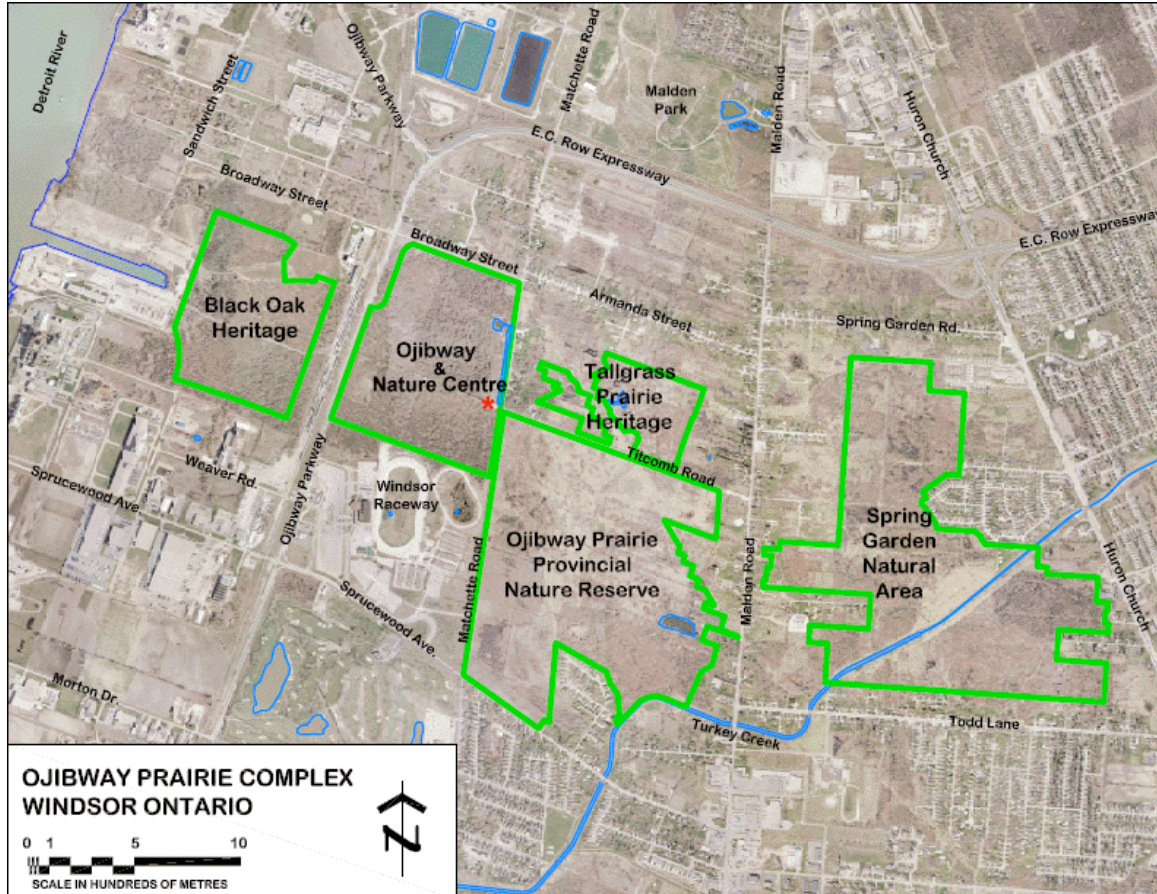 Detroit River
Sandwich Street
Ojibway Parkway
Matchette Road
Malden
Park
Malden Road
Huron Church
E.C. Row Expressway
Broadway Street
Broadway Street
E.C. Row Expressway
Armanda Street
Spring Garden Rd.
Black Oak
Heritage
Ojibway
&
Nature Centre
*
Tallgrass
Prairie
Heritage
Titcomb Road
Weaver Rd.
Sprucewood Ave.
Ojibway Parkway
Windsor
Raceway
Ojibway Prairie
Provincial
Nature Reserve
Spring
Garden
Natural
Area
Malden Road
Huron Church
Matchette Road
Sprucewood Ave.
Morton Dr.
Turkey Creek
Todd Lane
OJIBWAY PRAIRIE COMPLEX
WINDSOR ONTARIO
0 1 5 10
SCALE IN HUNDREDS OF METRES
N